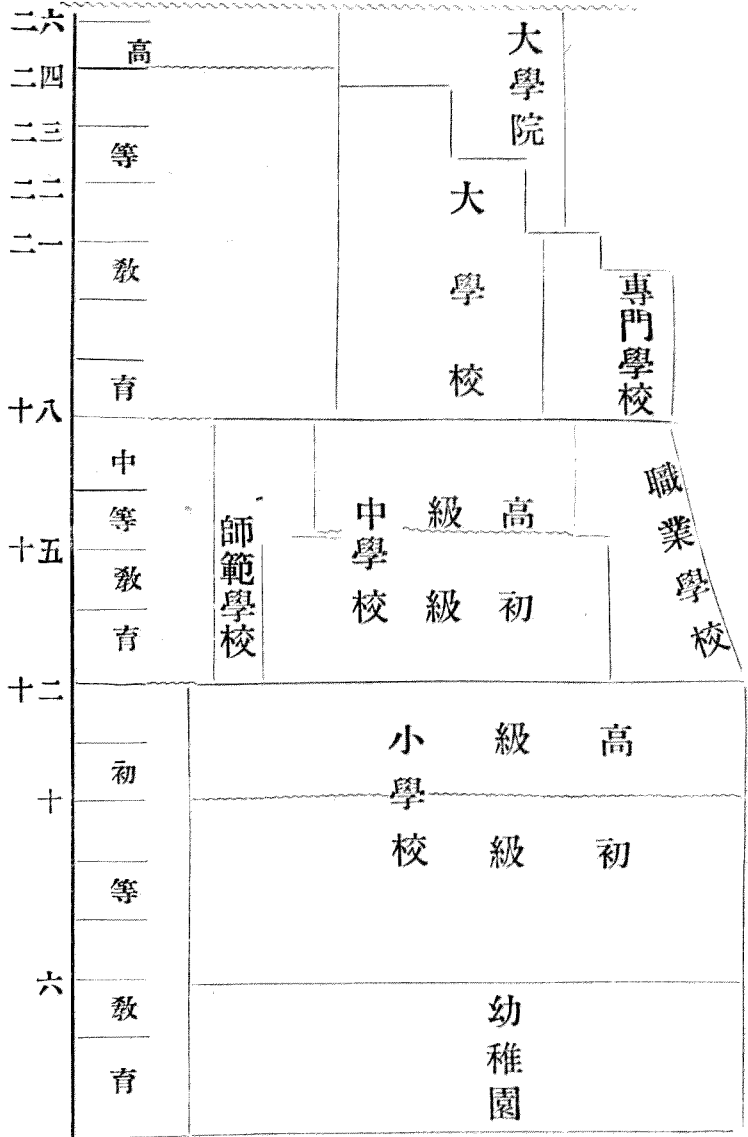 二六
二四
二三
二二
二一
十八
十五
十二
十
六
高等教育
中等教育
初等教育
大學院
大學校
專門學校
師範學校
中學校
高級
初級
職業學校
小學校
高級
初級
幼稚園